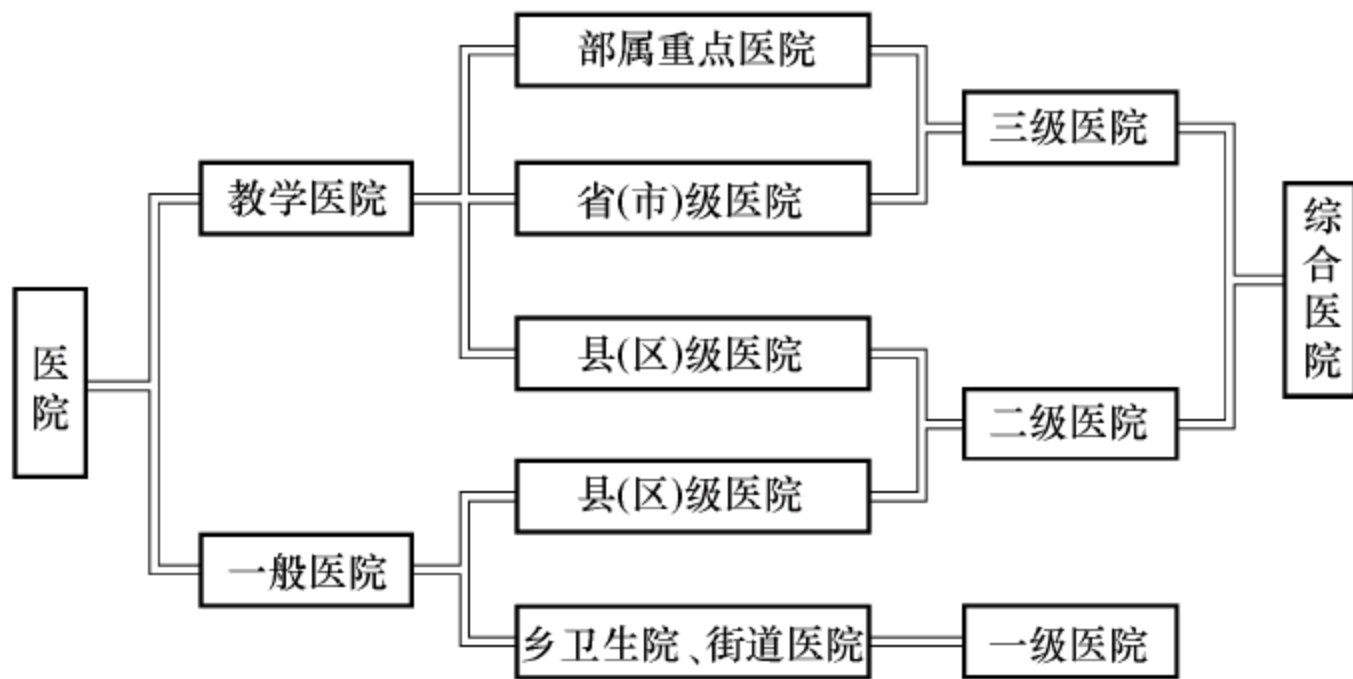 医院
教学医院
一般医院
部属重点医院
省(市)级医院
县(区)级医院
县(区)级医院
乡卫生院、街道医院
三级医院
二级医院
一级医院
综合医院